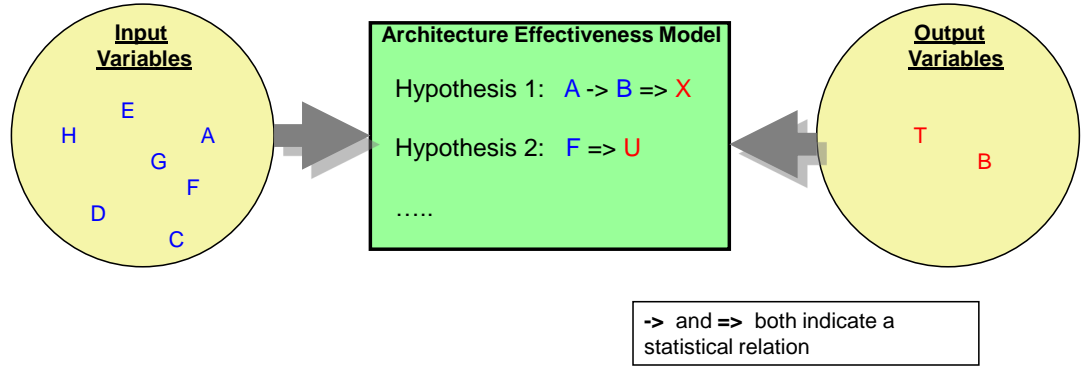 Input
Variables
E
H
A
G
F
D
C
Architecture Effectiveness Model
Hypothesis 1: A -> B => X
Hypothesis 2: F => U
…..
Output
Variables
T
B
-> and => both indicate a
statistical relation